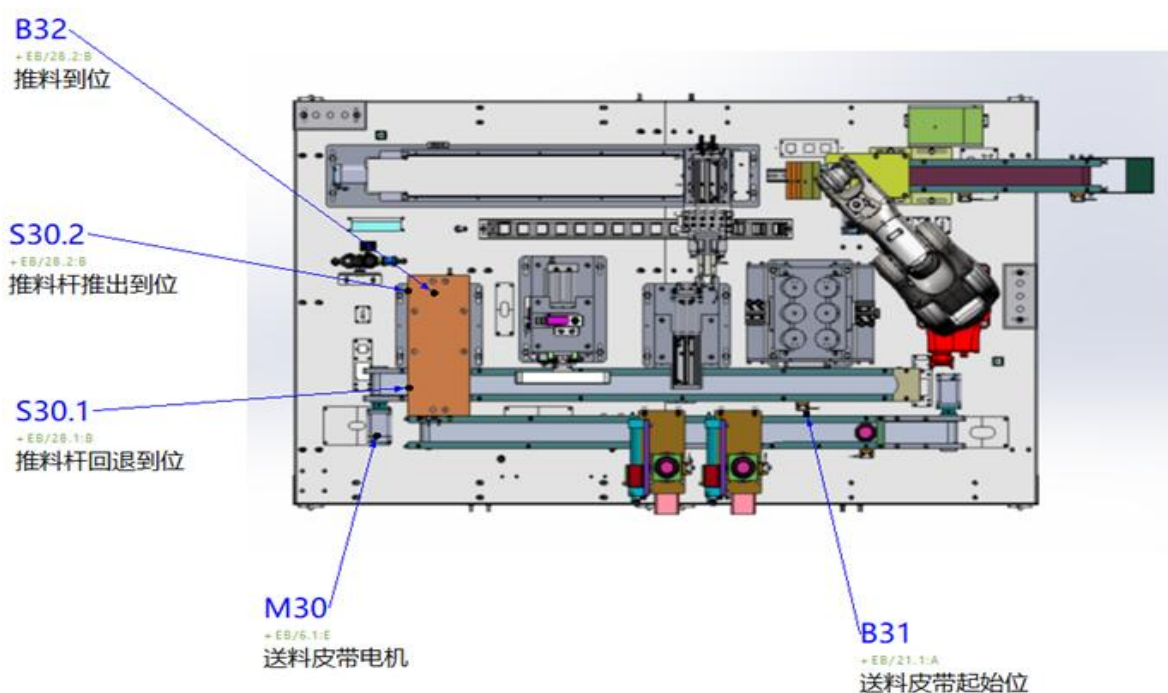 B32
+EB/28.2:B
推料到位
S30.2
+EB/28.2:B
推料杆推出到位
S30.1
+EB/28.1:B
推料杆回退到位
M30
+EB/6.1:E
送料皮带电机
B31
+EB/21.1:A
送料皮带起始位